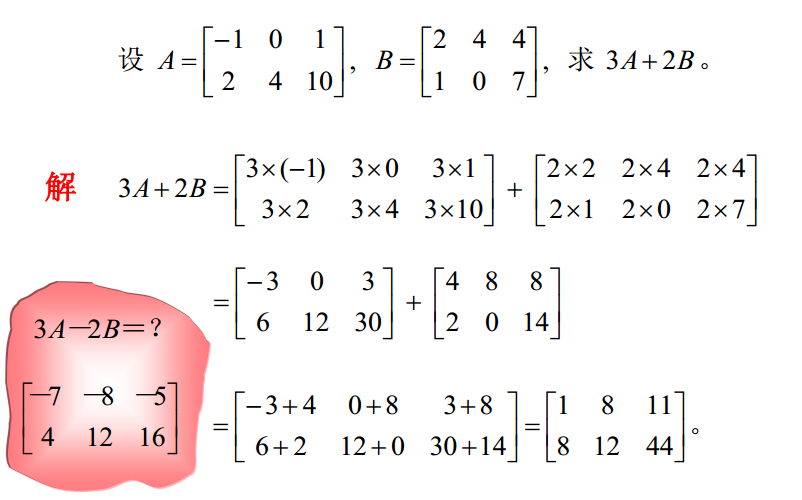 设 A = [−1 0 1; 2 4 10], B = [2 4 4; 1 0 7], 求 3A+2B。
解 3A+2B = [3×(−1) 3×0 3×1; 3×2 3×4 3×10] + [2×2 2×4 2×4; 2×1 2×0 2×7]
= [−3 0 3; 6 12 30] + [4 8 8; 2 0 14]
= [−3+4 0+8 3+8; 6+2 12+0 30+14] = [1 8 11; 8 12 44]。
3A−2B=?
[−7 −8 −5; 4 12 16]